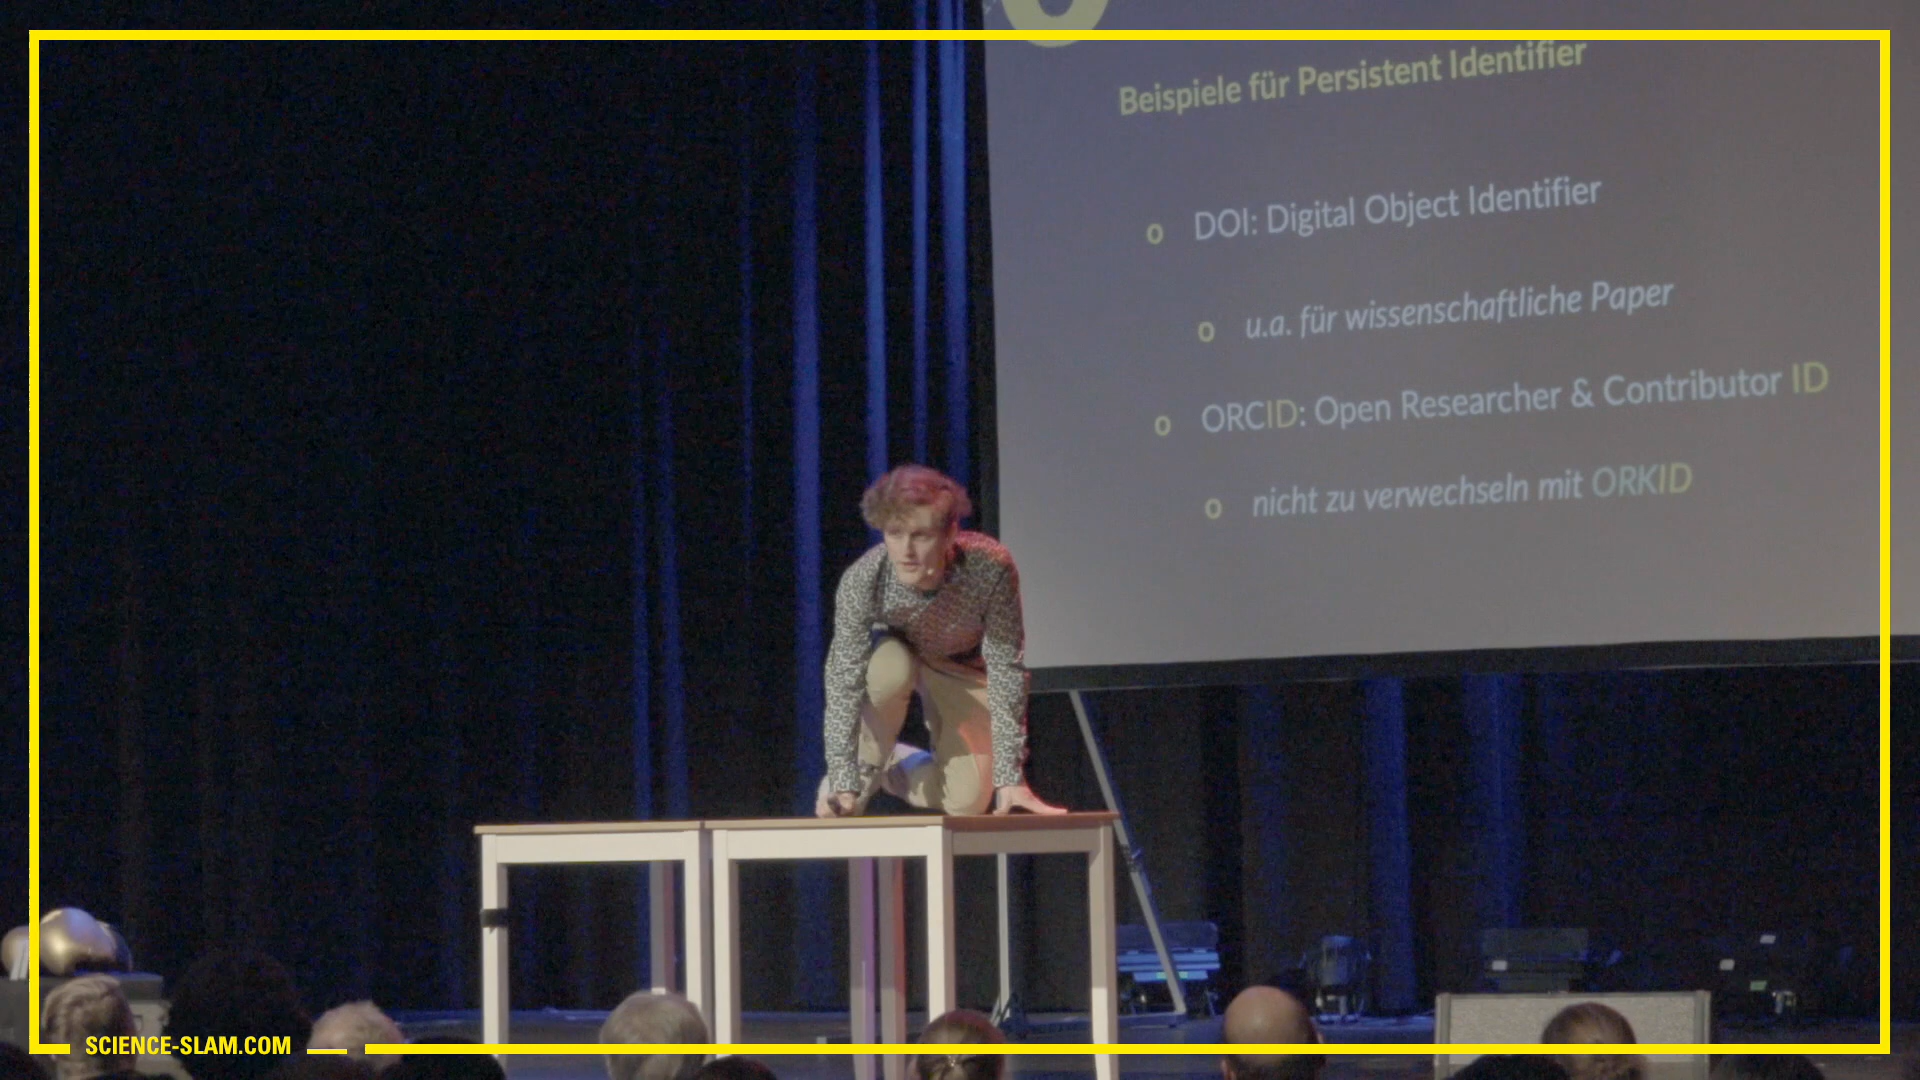 Beispiele für Persistent Identifier
o DOI: Digital Object Identifier
o u.a. für wissenschaftliche Paper
o ORCID: Open Researcher & Contributor ID
o nicht zu verwechseln mit ORKID
SCIENCE-SLAM.COM